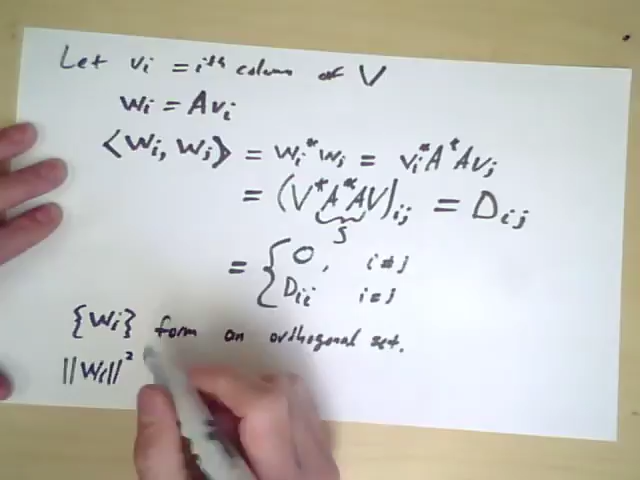 Let vᵢ = iᵗʰ column of V
wᵢ = Avᵢ
⟨wᵢ, wⱼ⟩ = wᵢ*wⱼ = vᵢ*A*Avⱼ
= (V*A*AV)ᵢⱼ = Dᵢⱼ
S
= { 0, i≠j
Dᵢᵢ i=j
{wᵢ} form an orthogonal set.
||wᵢ||²